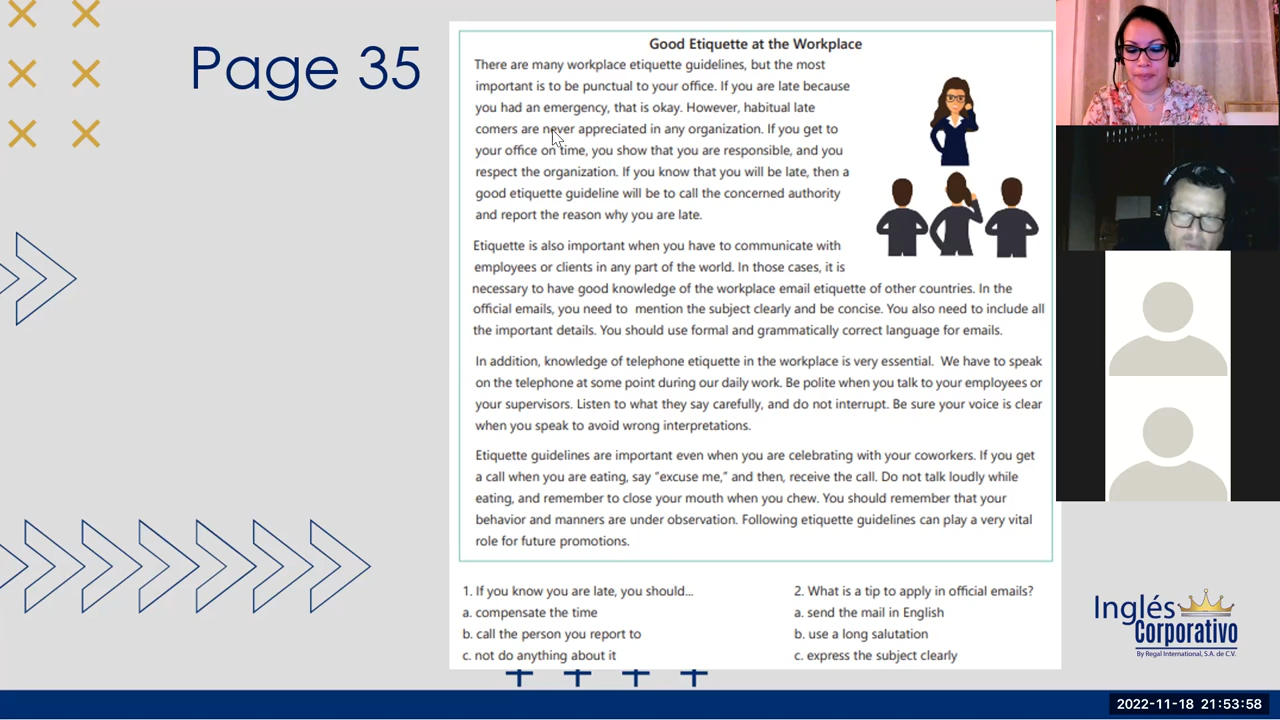 Page 35
Good Etiquette at the Workplace
There are many workplace etiquette guidelines, but the most
important is to be punctual to your office. If you are late because
you had an emergency, that is okay. However, habitual late
comers are never appreciated in any organization. If you get to
your office on time, you show that you are responsible, and you
respect the organization. If you know that you will be late, then a
good etiquette guideline will be to call the concerned authority
and report the reason why you are late.
Etiquette is also important when you have to communicate with
employees or clients in any part of the world. In those cases, it is
necessary to have good knowledge of the workplace email etiquette of other countries. In the
official emails, you need to mention the subject clearly and be concise. You also need to include all
the important details. You should use formal and grammatically correct language for emails.
In addition, knowledge of telephone etiquette in the workplace is very essential. We have to speak
on the telephone at some point during our daily work. Be polite when you talk to your employees or
your supervisors. Listen to what they say carefully, and do not interrupt. Be sure your voice is clear
when you speak to avoid wrong interpretations.
Etiquette guidelines are important even when you are celebrating with your coworkers. If you get
a call when you are eating, say "excuse me," and then, receive the call. Do not talk loudly while
eating, and remember to close your mouth when you chew. You should remember that your
behavior and manners are under observation. Following etiquette guidelines can play a very vital
role for future promotions.
1. If you know you are late, you should...
a. compensate the time
b. call the person you report to
c. not do anything about it
2. What is a tip to apply in official emails?
a. send the mail in English
b. use a long salutation
c. express the subject clearly
Inglés
Corporativo
By Regal International, S.A. de C.V.
2022-11-18 21:53:58